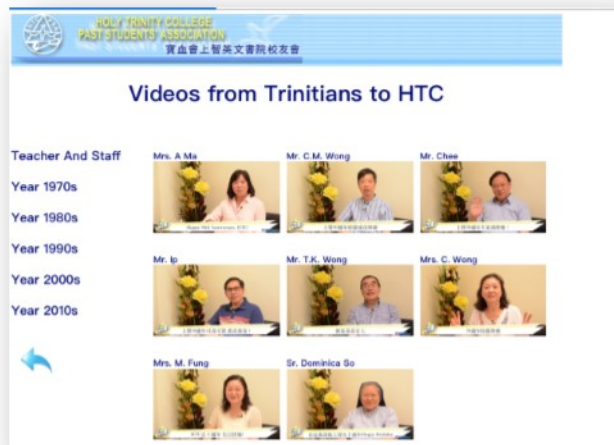 HOLY TRINITY COLLEGE
PAST STUDENTS' ASSOCIATION
寶血會上智英文書院校友會
Videos from Trinitians to HTC
Teacher And Staff
Year 1970s
Year 1980s
Year 1990s
Year 2000s
Year 2010s
Mrs. A Ma
Mr. C.M. Wong
Mr. Chee
Mr. Ip
Mr. T.K. Wong
Mrs. C. Wong
Mrs. M. Fung
Sr. Dominica So